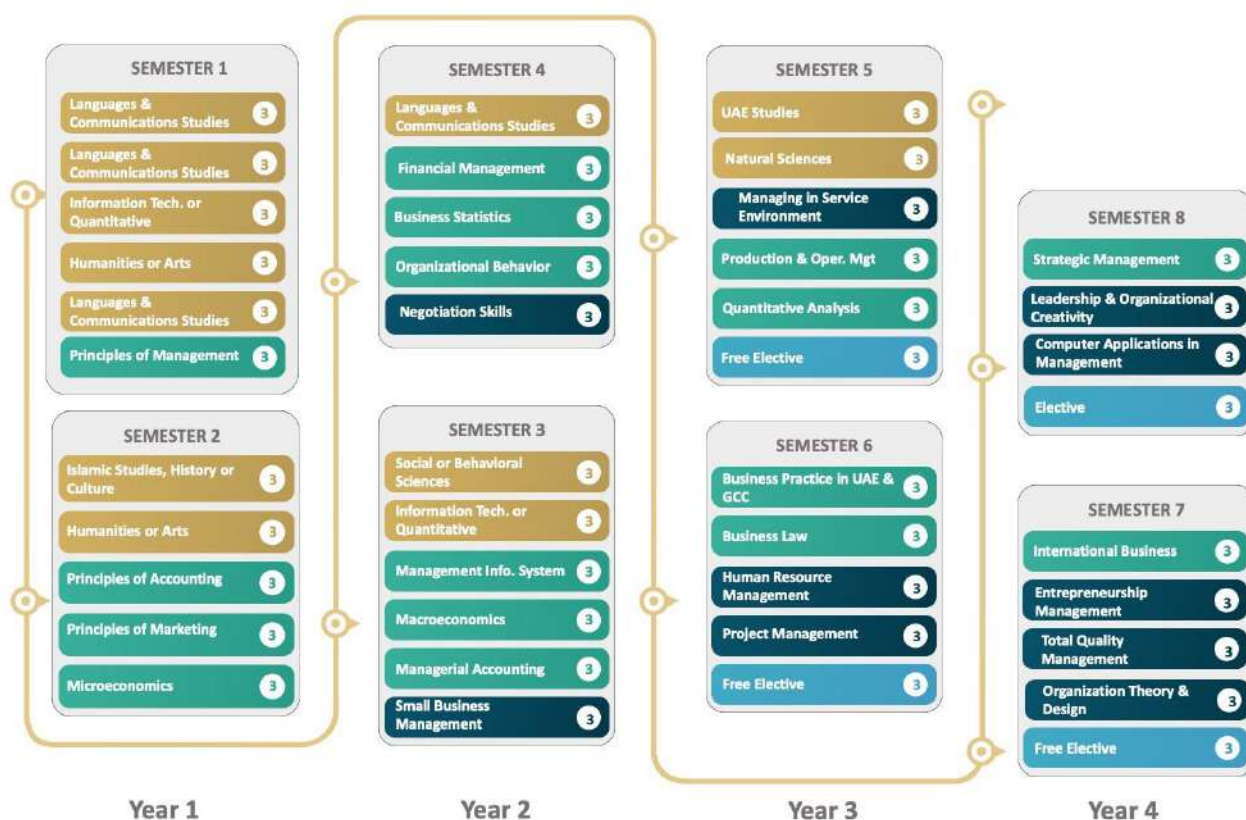 SEMESTER 1
Languages &
Communications Studies 3
Languages &
Communications Studies 3
Information Tech. or
Quantitative 3
Humanities or Arts 3
Languages &
Communications Studies 3
Principles of Management 3
SEMESTER 2
Islamic Studies, History or
Culture 3
Humanities or Arts 3
Principles of Accounting 3
Principles of Marketing 3
Microeconomics 3
SEMESTER 4
Languages &
Communications Studies 3
Financial Management 3
Business Statistics 3
Organizational Behavior 3
Negotiation Skills 3
SEMESTER 3
Social or Behavioral
Sciences 3
Information Tech. or
Quantitative 3
Management Info. System 3
Macroeconomics 3
Managerial Accounting 3
Small Business
Management 3
SEMESTER 5
UAE Studies 3
Natural Sciences 3
Managing in Service
Environment 3
Production & Oper. Mgt 3
Quantitative Analysis 3
Free Elective 3
SEMESTER 6
Business Practice in UAE &
GCC 3
Business Law 3
Human Resource
Management 3
Project Management 3
Free Elective 3
SEMESTER 8
Strategic Management 3
Leadership & Organizational
Creativity 3
Computer Applications in
Management 3
Elective 3
SEMESTER 7
International Business 3
Entrepreneurship
Management 3
Total Quality
Management 3
Organization Theory &
Design 3
Free Elective 3
Year 1
Year 2
Year 3
Year 4